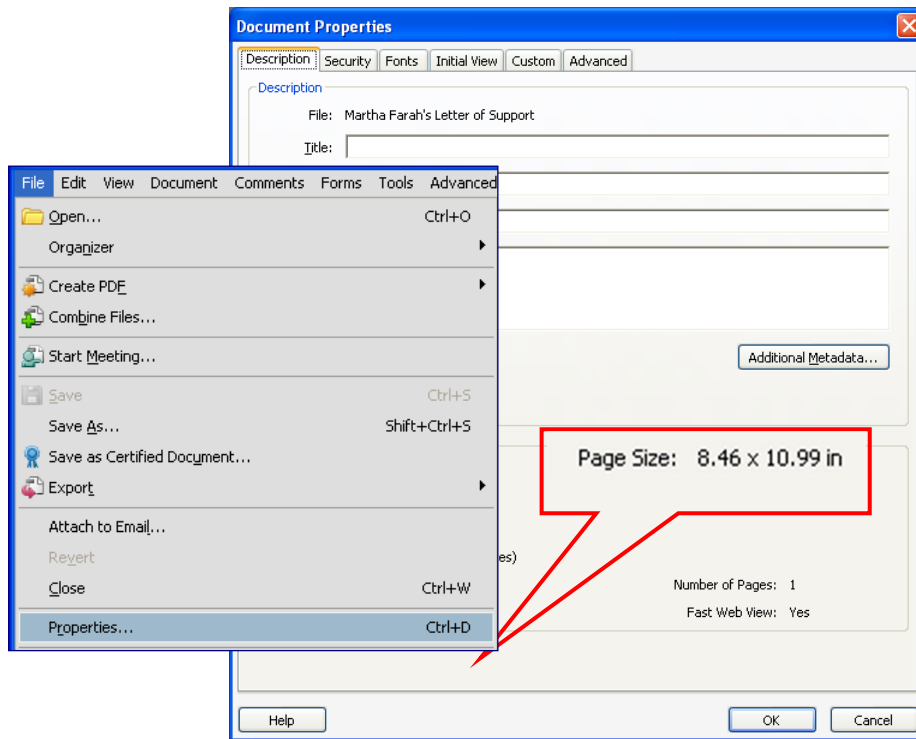 Document Properties
Description Security Fonts Initial View Custom Advanced
Description
File: Martha Farah's Letter of Support
Title:
File Edit View Document Comments Forms Tools Advanced
Open... Ctrl+O
Organizer
Create PDF
Combine Files...
Start Meeting...
Save Ctrl+S
Save As... Shift+Ctrl+S
Save as Certified Document...
Export
Attach to Email...
Revert
Close Ctrl+W
Properties... Ctrl+D
Additional Metadata...
Page Size: 8.46 x 10.99 in
es)
Number of Pages: 1
Fast Web View: Yes
Help OK Cancel